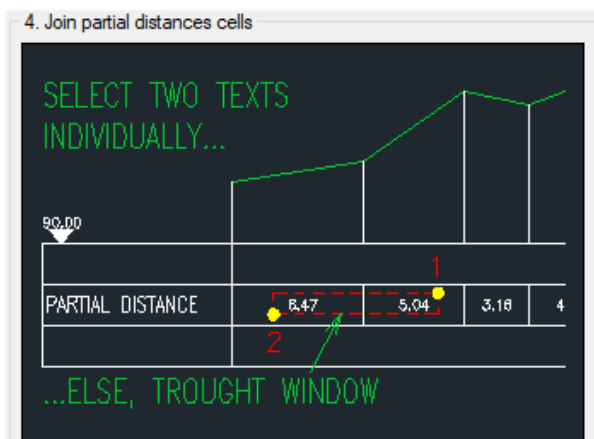 4. Join partial distances cells
SELECT TWO TEXTS
INDIVIDUALLY...
90.00
1
PARTIAL DISTANCE 6,47 5,04 3,16 4
2
...ELSE, TROUGHT WINDOW